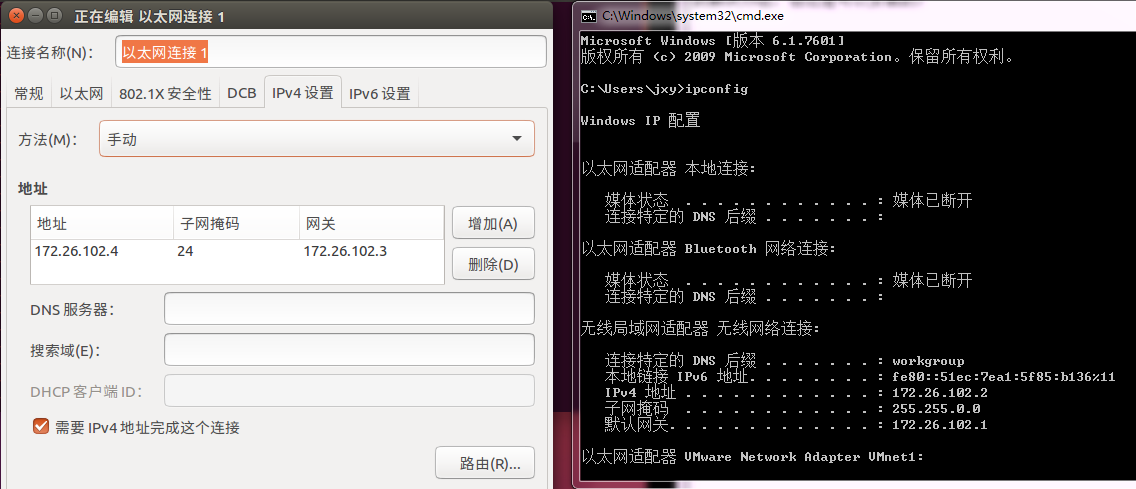 正在编辑 以太网连接 1
连接名称(N)： 以太网连接 1
常规 以太网 802.1X 安全性 DCB IPv4 设置 IPv6 设置
方法(M)： 手动
地址
地址 子网掩码 网关
172.26.102.4 24 172.26.102.3
增加(A)
删除(D)
DNS 服务器：
搜索域(E)：
DHCP 客户端 ID：
需要 IPv4 地址完成这个连接
路由(R)...
C:\Windows\system32\cmd.exe
Microsoft Windows [版本 6.1.7601]
版权所有 (c) 2009 Microsoft Corporation。保留所有权利。
C:\Users\jxy>ipconfig
Windows IP 配置
以太网适配器 本地连接:
媒体状态 . . . . . . . . . . . . : 媒体已断开
连接特定的 DNS 后缀 . . . . . . . :
以太网适配器 Bluetooth 网络连接:
媒体状态 . . . . . . . . . . . . : 媒体已断开
连接特定的 DNS 后缀 . . . . . . . :
无线局域网适配器 无线网络连接:
连接特定的 DNS 后缀 . . . . . . . : workgroup
本地链接 IPv6 地址. . . . . . . . : fe80::51ec:7ea1:5f85:b136%11
IPv4 地址 . . . . . . . . . . . . : 172.26.102.2
子网掩码 . . . . . . . . . . . . : 255.255.0.0
默认网关. . . . . . . . . . . . . : 172.26.102.1
以太网适配器 VMware Network Adapter VMnet1: